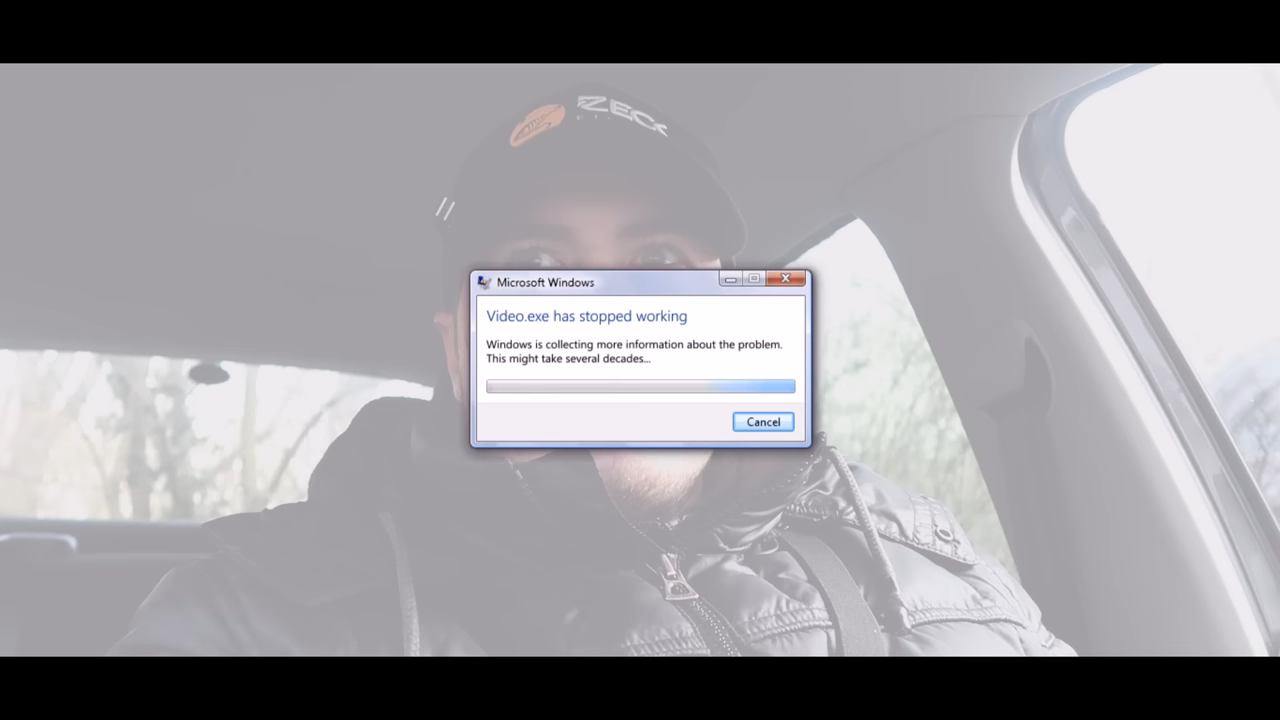 ZECK
Microsoft Windows
Video.exe has stopped working
Windows is collecting more information about the problem.
This might take several decades...
Cancel